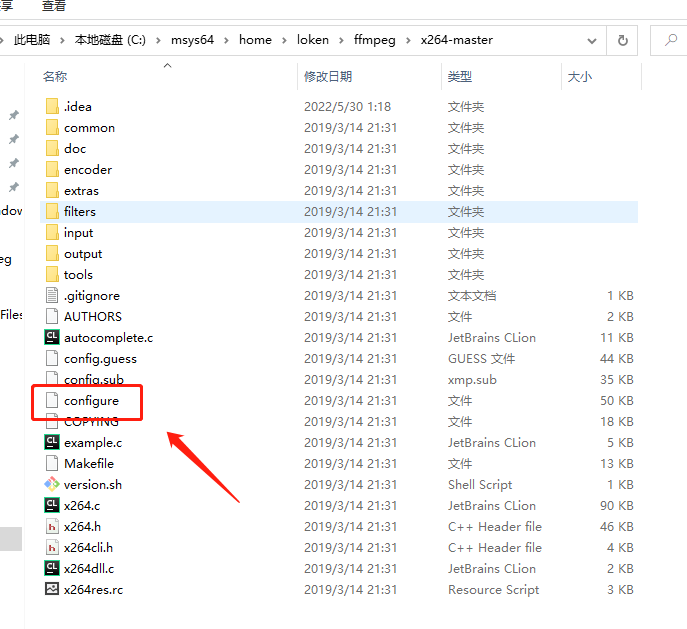 享 查看
此电脑 › 本地磁盘 (C:) › msys64 › home › loken › ffmpeg › x264-master
名称 修改日期 类型 大小
.idea 2022/5/30 1:18 文件夹
common 2019/3/14 21:31 文件夹
doc 2019/3/14 21:31 文件夹
encoder 2019/3/14 21:31 文件夹
extras 2019/3/14 21:31 文件夹
filters 2019/3/14 21:31 文件夹
input 2019/3/14 21:31 文件夹
output 2019/3/14 21:31 文件夹
tools 2019/3/14 21:31 文件夹
.gitignore 2019/3/14 21:31 文本文档 1 KB
AUTHORS 2019/3/14 21:31 文件 2 KB
autocomplete.c 2019/3/14 21:31 JetBrains CLion 11 KB
config.guess 2019/3/14 21:31 GUESS 文件 44 KB
config.sub 2019/3/14 21:31 xmp.sub 35 KB
configure 2019/3/14 21:31 文件 50 KB
COPYING 2019/3/14 21:31 文件 18 KB
example.c 2019/3/14 21:31 JetBrains CLion 5 KB
Makefile 2019/3/14 21:31 文件 13 KB
version.sh 2019/3/14 21:31 Shell Script 1 KB
x264.c 2019/3/14 21:31 JetBrains CLion 90 KB
x264.h 2019/3/14 21:31 C++ Header file 46 KB
x264cli.h 2019/3/14 21:31 C++ Header file 4 KB
x264dll.c 2019/3/14 21:31 JetBrains CLion 2 KB
x264res.rc 2019/3/14 21:31 Resource Script 3 KB
dow
eg
Files